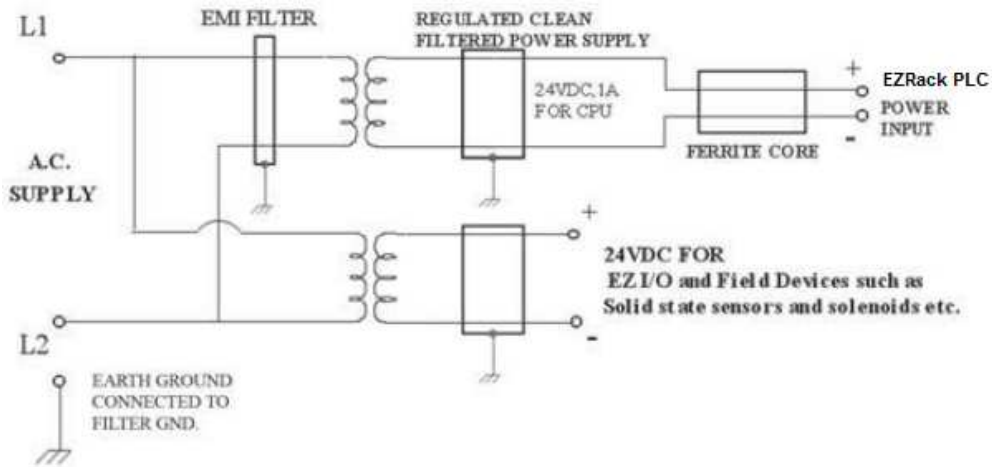 L1
EMI FILTER
REGULATED CLEAN
FILTERED POWER SUPPLY
24VDC,1A
FOR CPU
+
EZRack PLC
POWER
INPUT
-
FERRITE CORE
A.C.
SUPPLY
+
24VDC FOR
EZ I/O and Field Devices such as
Solid state sensors and solenoids etc.
-
L2
EARTH GROUND
CONNECTED TO
FILTER GND.